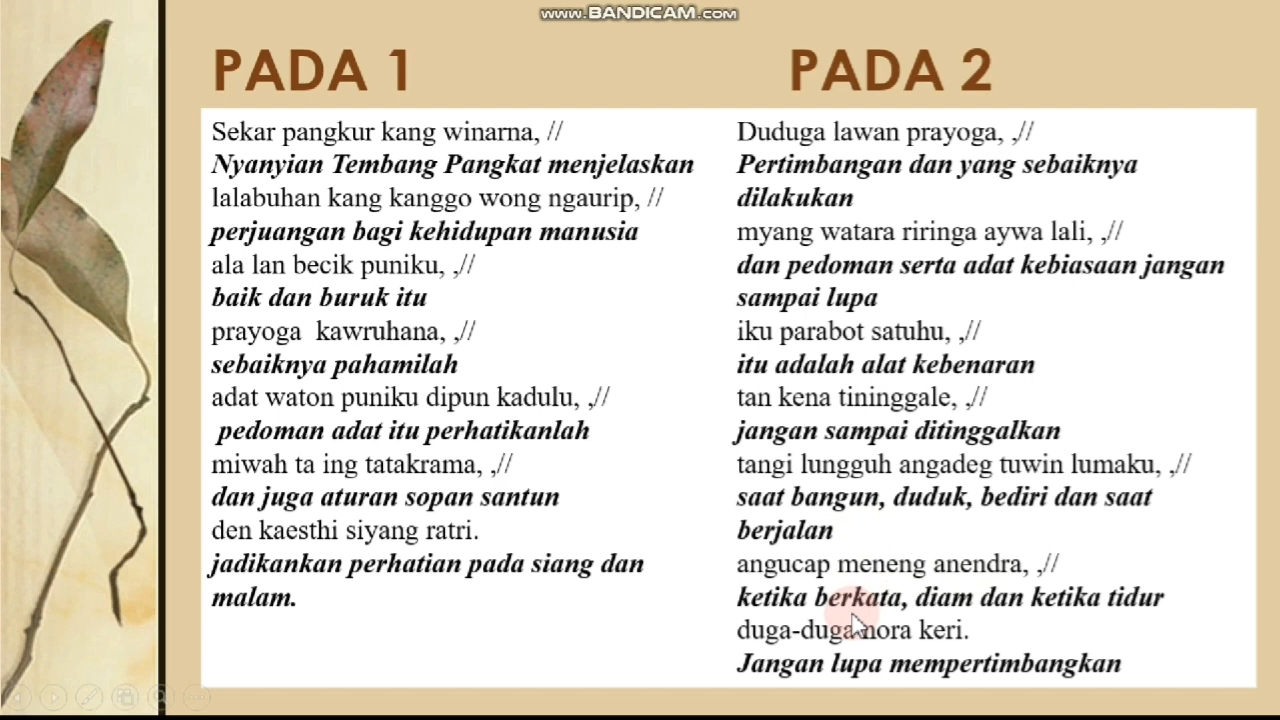 www.BANDICAM.com
PADA 1
Sekar pangkur kang winarna, //
Nyanyian Tembang Pangkat menjelaskan
lalabuhan kang kanggo wong ngaurip, //
perjuangan bagi kehidupan manusia
ala lan becik puniku, ,//
baik dan buruk itu
prayoga kawruhana, ,//
sebaiknya pahamilah
adat waton puniku dipun kadulu, ,//
pedoman adat itu perhatikanlah
miwah ta ing tatakrama, ,//
dan juga aturan sopan santun
den kaesthi siyang ratri.
jadikankan perhatian pada siang dan
malam.
PADA 2
Duduga lawan prayoga, ,//
Pertimbangan dan yang sebaiknya
dilakukan
myang watara riringa aywa lali, ,//
dan pedoman serta adat kebiasaan jangan
sampai lupa
iku parabot satuhu, ,//
itu adalah alat kebenaran
tan kena tininggale, ,//
jangan sampai ditinggalkan
tangi lungguh angadeg tuwin lumaku, ,//
saat bangun, duduk, bediri dan saat
berjalan
angucap meneng anendra, ,//
ketika berkata, diam dan ketika tidur
duga-duga nora keri.
Jangan lupa mempertimbangkan